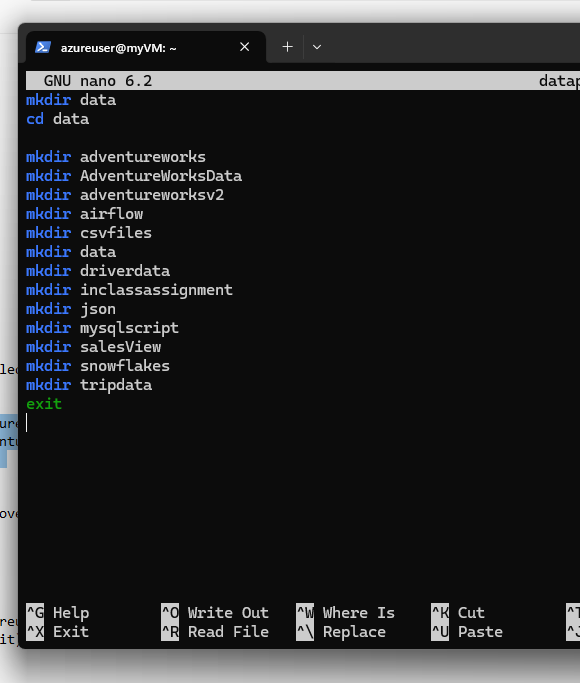 azureuser@myVM: ~
GNU nano 6.2
mkdir data
cd data
mkdir adventureworks
mkdir AdventureWorksData
mkdir adventureworksv2
mkdir airflow
mkdir csvfiles
mkdir data
mkdir driverdata
mkdir inclassassignment
mkdir json
mkdir mysqlscript
mkdir salesView
mkdir snowflakes
mkdir tripdata
exit
^G Help ^O Write Out ^W Where Is ^K Cut
^X Exit ^R Read File ^\ Replace ^U Paste